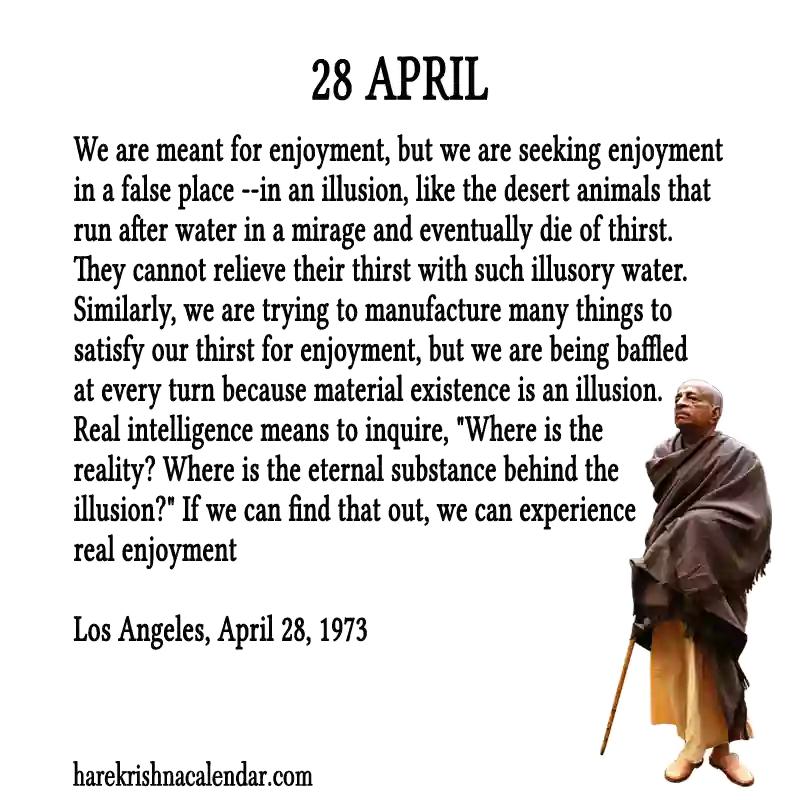 28 APRIL
We are meant for enjoyment, but we are seeking enjoyment
in a false place --in an illusion, like the desert animals that
run after water in a mirage and eventually die of thirst.
They cannot relieve their thirst with such illusory water.
Similarly, we are trying to manufacture many things to
satisfy our thirst for enjoyment, but we are being baffled
at every turn because material existence is an illusion.
Real intelligence means to inquire, "Where is the
reality? Where is the eternal substance behind the
illusion?" If we can find that out, we can experience
real enjoyment
Los Angeles, April 28, 1973
harekrishnacalendar.com